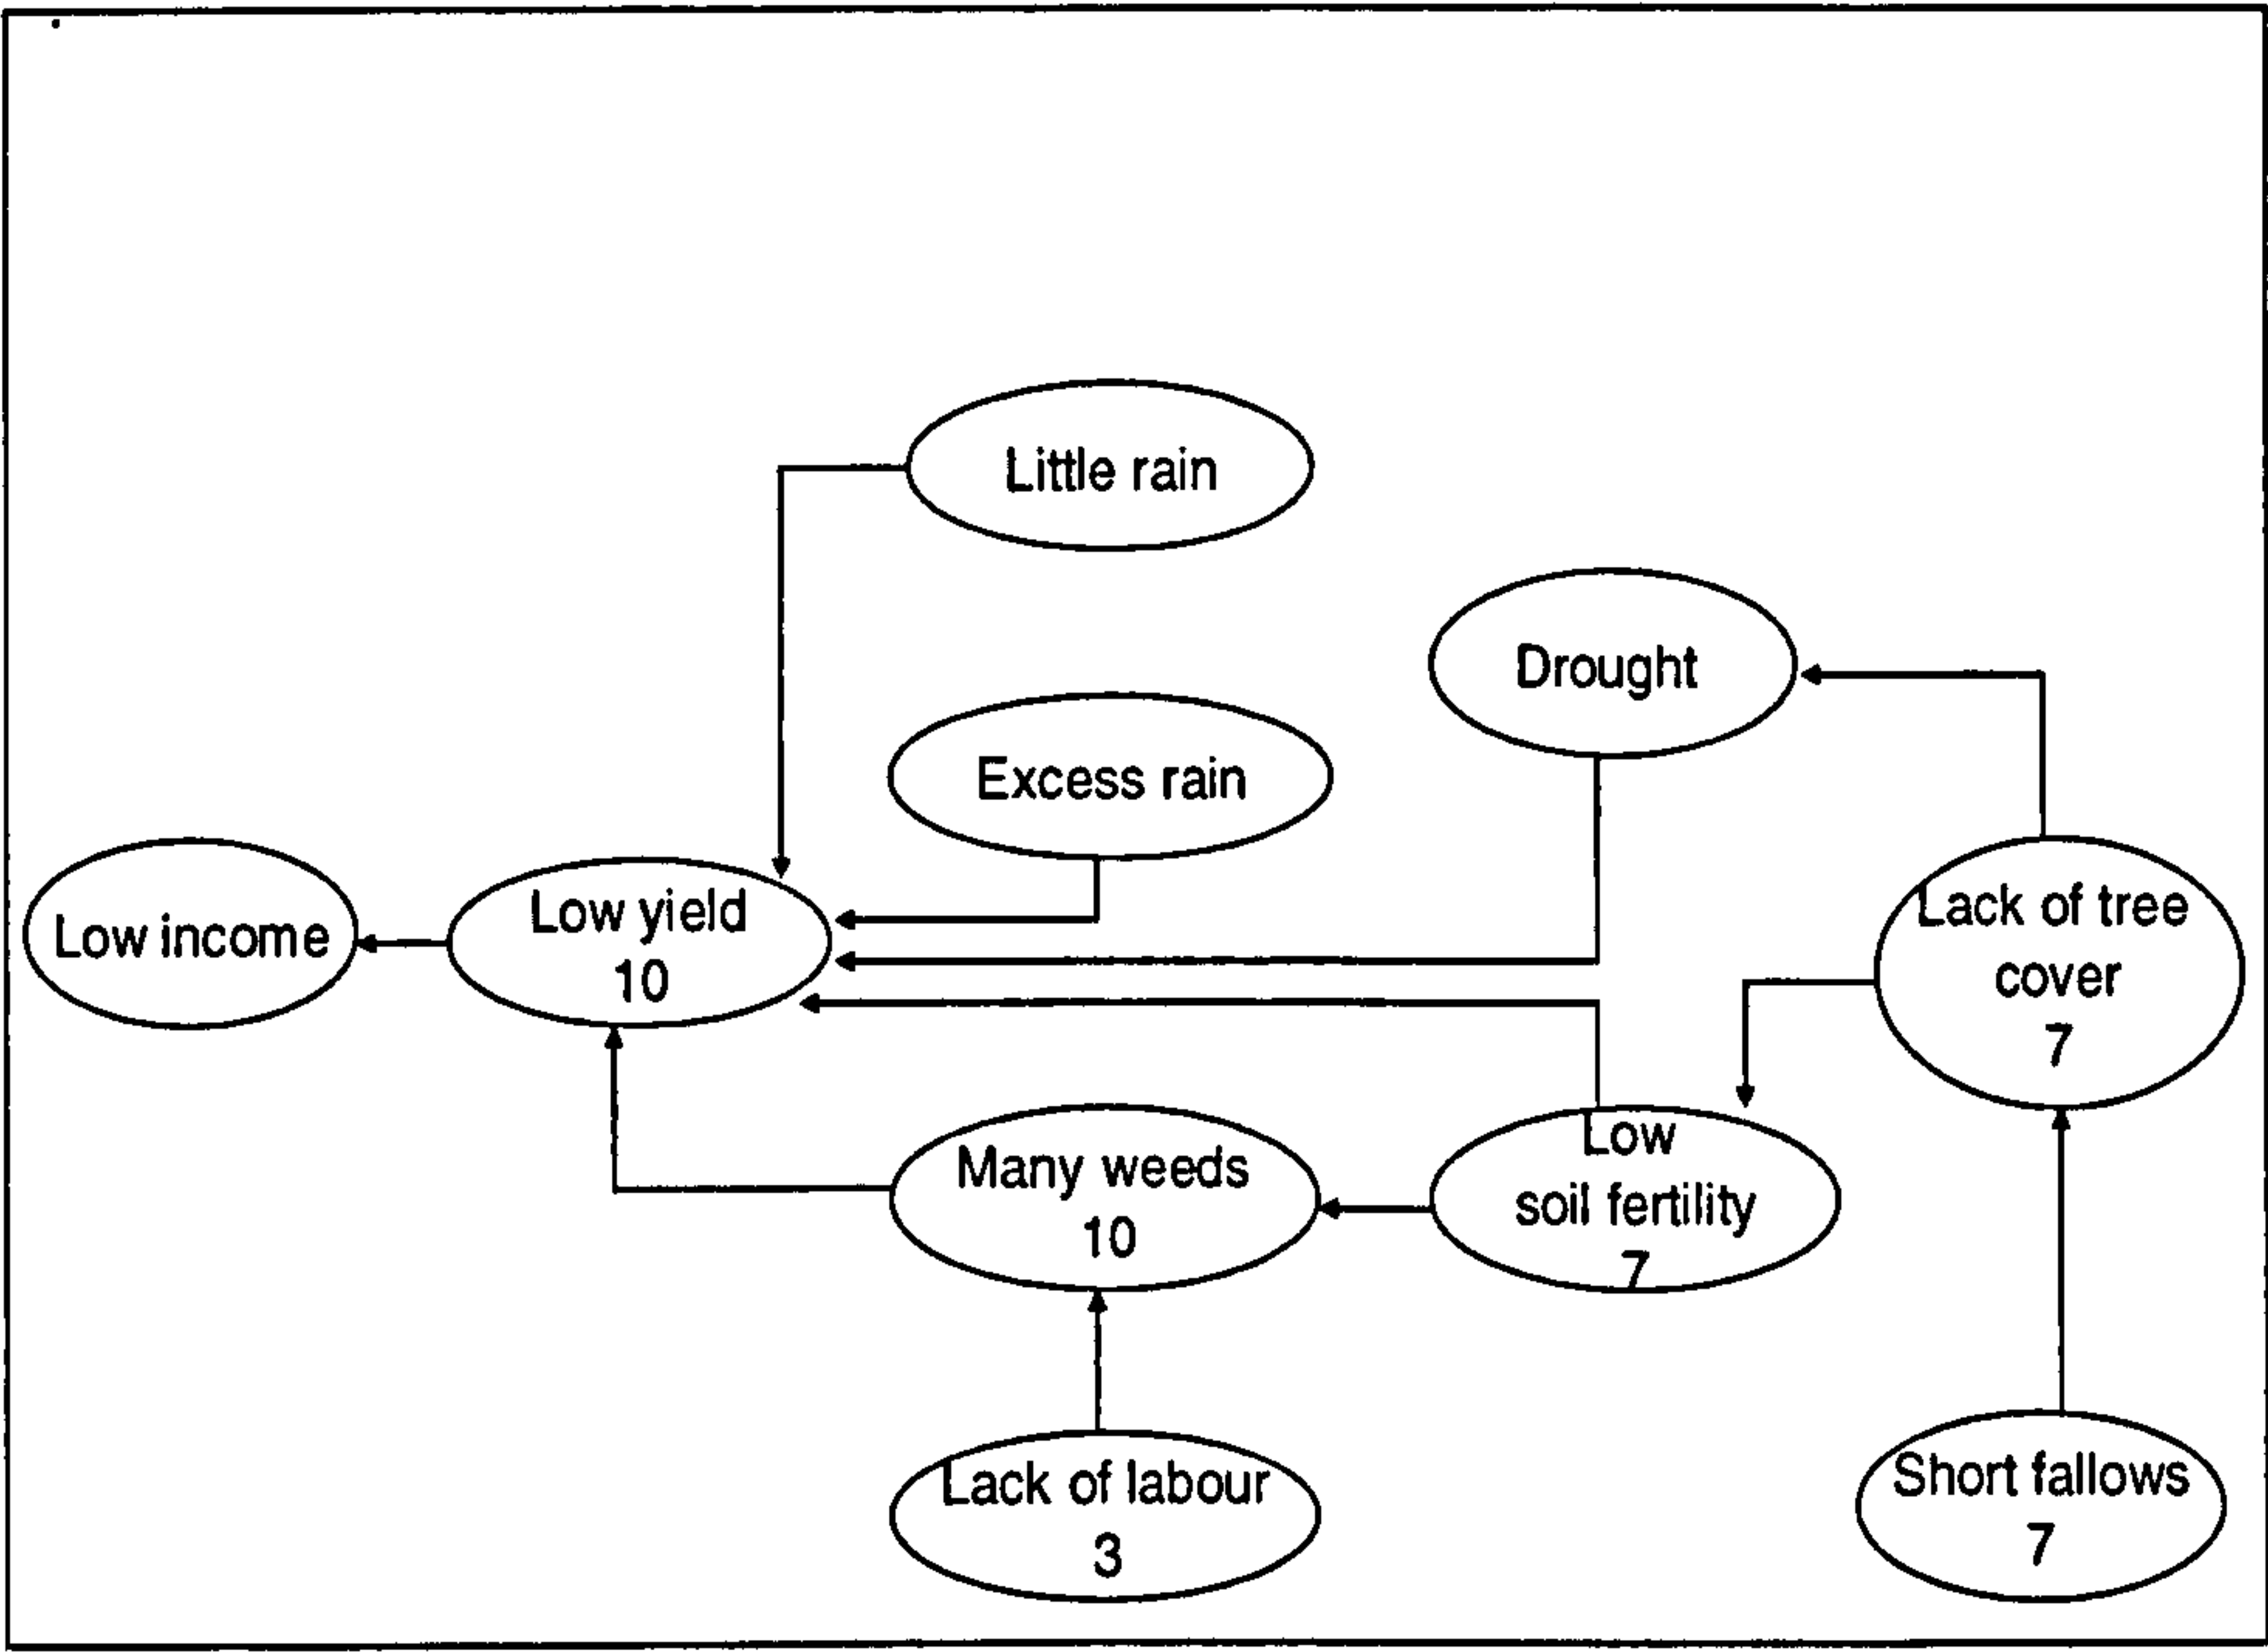 Little rain
Drought
Excess rain
Low income
Low yield
10
Lack of tree
cover
7
Many weeds
10
Low
soil fertility
7
Lack of labour
3
Short fallows
7